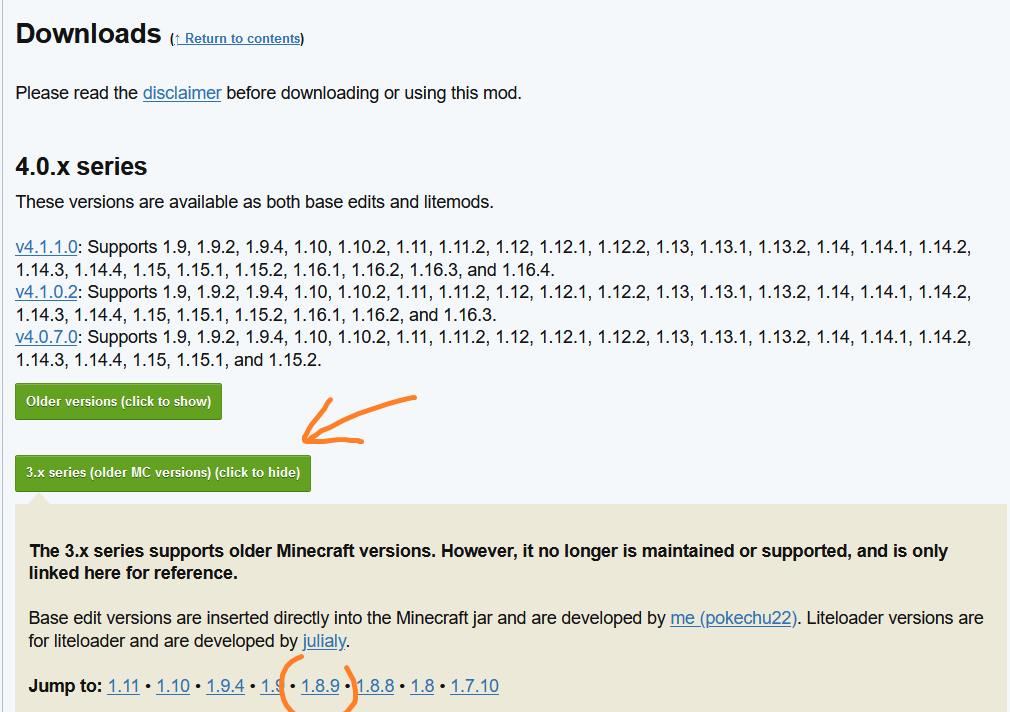 Downloads (↑ Return to contents)
Please read the disclaimer before downloading or using this mod.
4.0.x series
These versions are available as both base edits and litemods.
v4.1.1.0: Supports 1.9, 1.9.2, 1.9.4, 1.10, 1.10.2, 1.11, 1.11.2, 1.12, 1.12.1, 1.12.2, 1.13, 1.13.1, 1.13.2, 1.14, 1.14.1, 1.14.2,
1.14.3, 1.14.4, 1.15, 1.15.1, 1.15.2, 1.16.1, 1.16.2, 1.16.3, and 1.16.4.
v4.1.0.2: Supports 1.9, 1.9.2, 1.9.4, 1.10, 1.10.2, 1.11, 1.11.2, 1.12, 1.12.1, 1.12.2, 1.13, 1.13.1, 1.13.2, 1.14, 1.14.1, 1.14.2,
1.14.3, 1.14.4, 1.15, 1.15.1, 1.15.2, 1.16.1, 1.16.2, and 1.16.3.
v4.0.7.0: Supports 1.9, 1.9.2, 1.9.4, 1.10, 1.10.2, 1.11, 1.11.2, 1.12, 1.12.1, 1.12.2, 1.13, 1.13.1, 1.13.2, 1.14, 1.14.1, 1.14.2,
1.14.3, 1.14.4, 1.15, 1.15.1, and 1.15.2.
Older versions (click to show)
3.x series (older MC versions) (click to hide)
The 3.x series supports older Minecraft versions. However, it no longer is maintained or supported, and is only
linked here for reference.
Base edit versions are inserted directly into the Minecraft jar and are developed by me (pokechu22). Liteloader versions are
for liteloader and are developed by julialy.
Jump to: 1.11 • 1.10 • 1.9.4 • 1.9 • 1.8.9 • 1.8.8 • 1.8 • 1.7.10